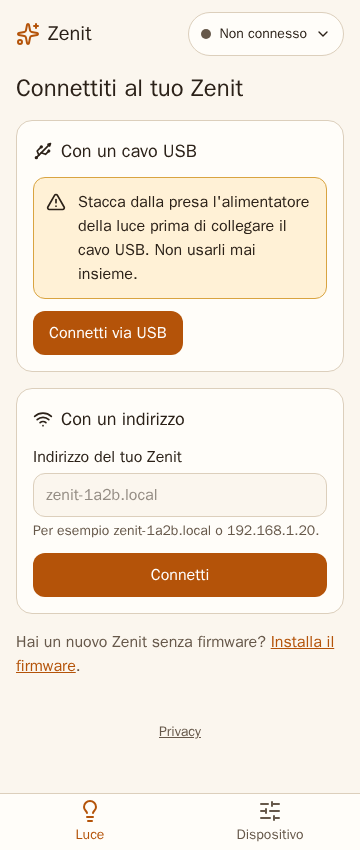 Zenit
Non connesso
Connettiti al tuo Zenit
Con un cavo USB
Stacca dalla presa l'alimentatore
della luce prima di collegare il
cavo USB. Non usarli mai
insieme.
Connetti via USB
Con un indirizzo
Indirizzo del tuo Zenit
zenit-1a2b.local
Per esempio zenit-1a2b.local o 192.168.1.20.
Connetti
Hai un nuovo Zenit senza firmware? Installa il
firmware.
Privacy
Luce
Dispositivo